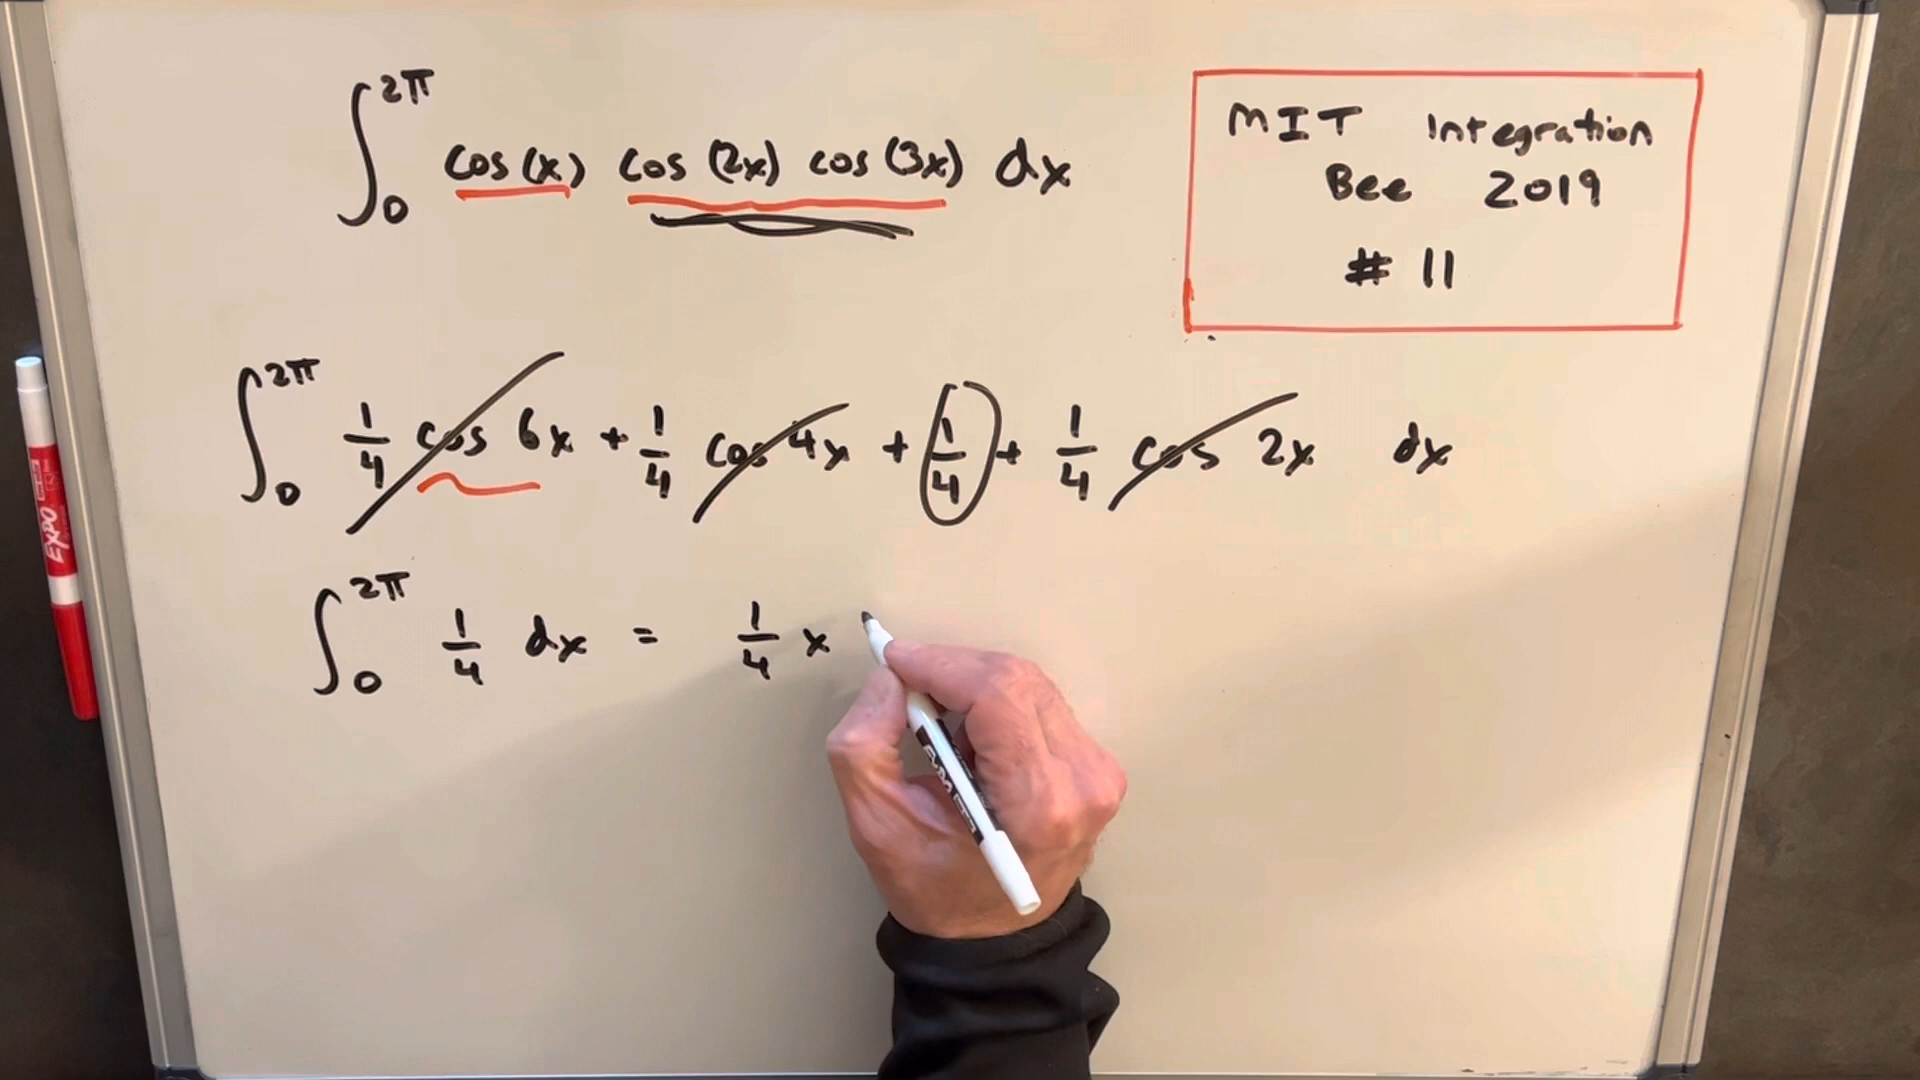 ∫₀^2π cos (x) cos (2x) cos (3x) dx
MIT Integration
Bee 2019
# 11
∫₀^2π 1/4 cos 6x + 1/4 cos 4x + 1/4 + 1/4 cos 2x dx
∫₀^2π 1/4 dx = 1/4 x
EXPO